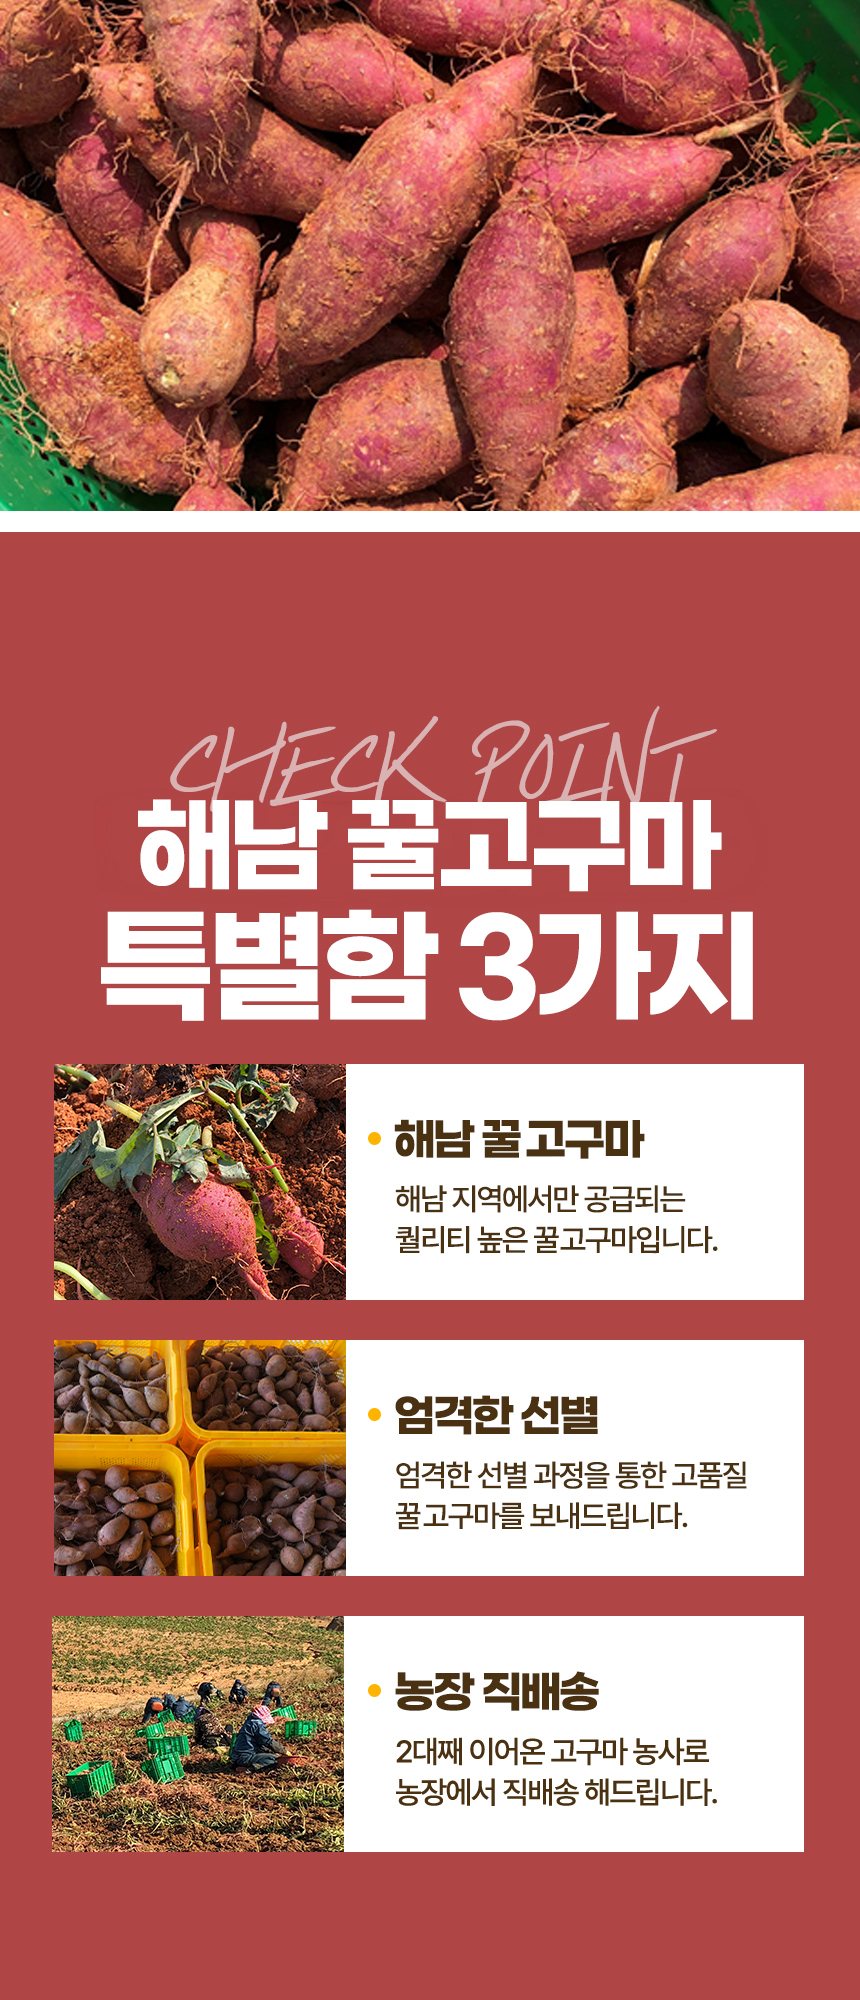 CHECK POINT
해남 꿀고구마
특별함 3가지
해남 꿀고구마
해남 지역에서만 공급되는
퀄리티 높은 꿀고구마입니다.
엄격한 선별
엄격한 선별 과정을 통한 고품질
꿀고구마를 보내드립니다.
농장 직배송
2대째 이어온 고구마 농사로
농장에서 직배송 해드립니다.